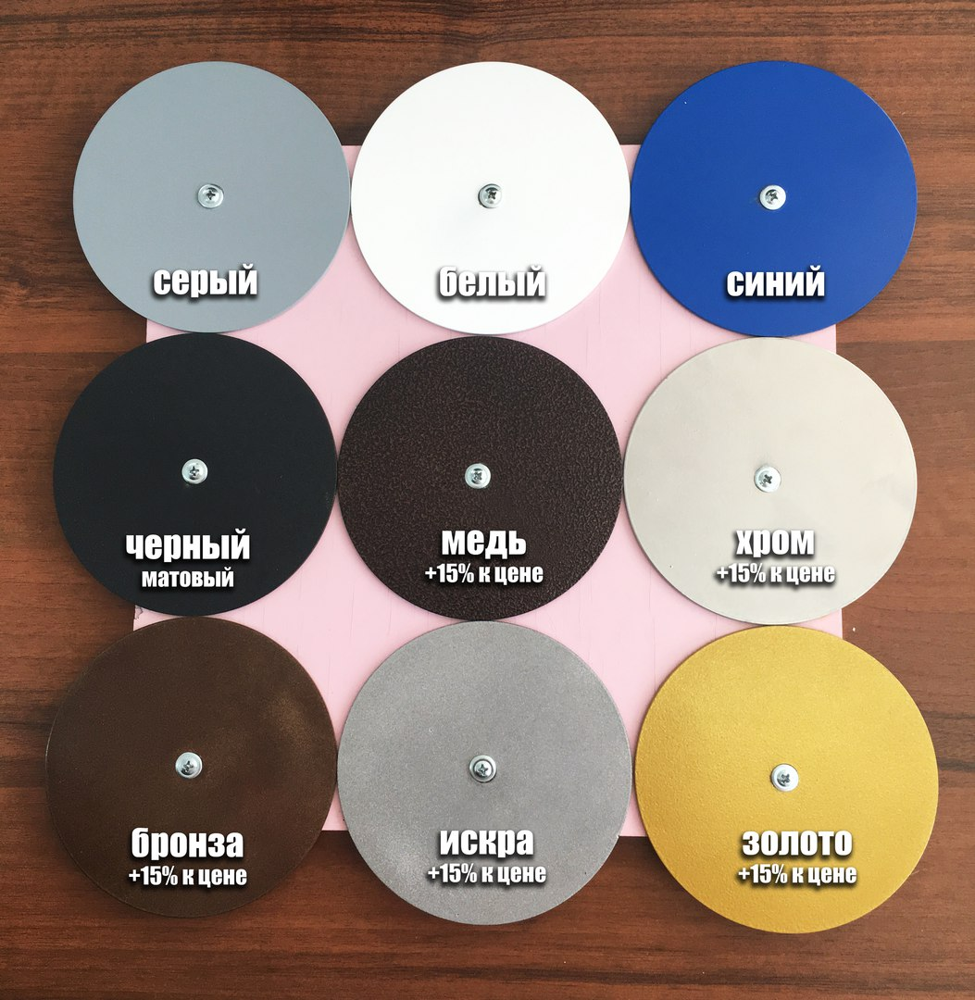 серый
белый
синий
черный
матовый
медь
+15% к цене
хром
+15% к цене
бронза
+15% к цене
искра
+15% к цене
золото
+15% к цене